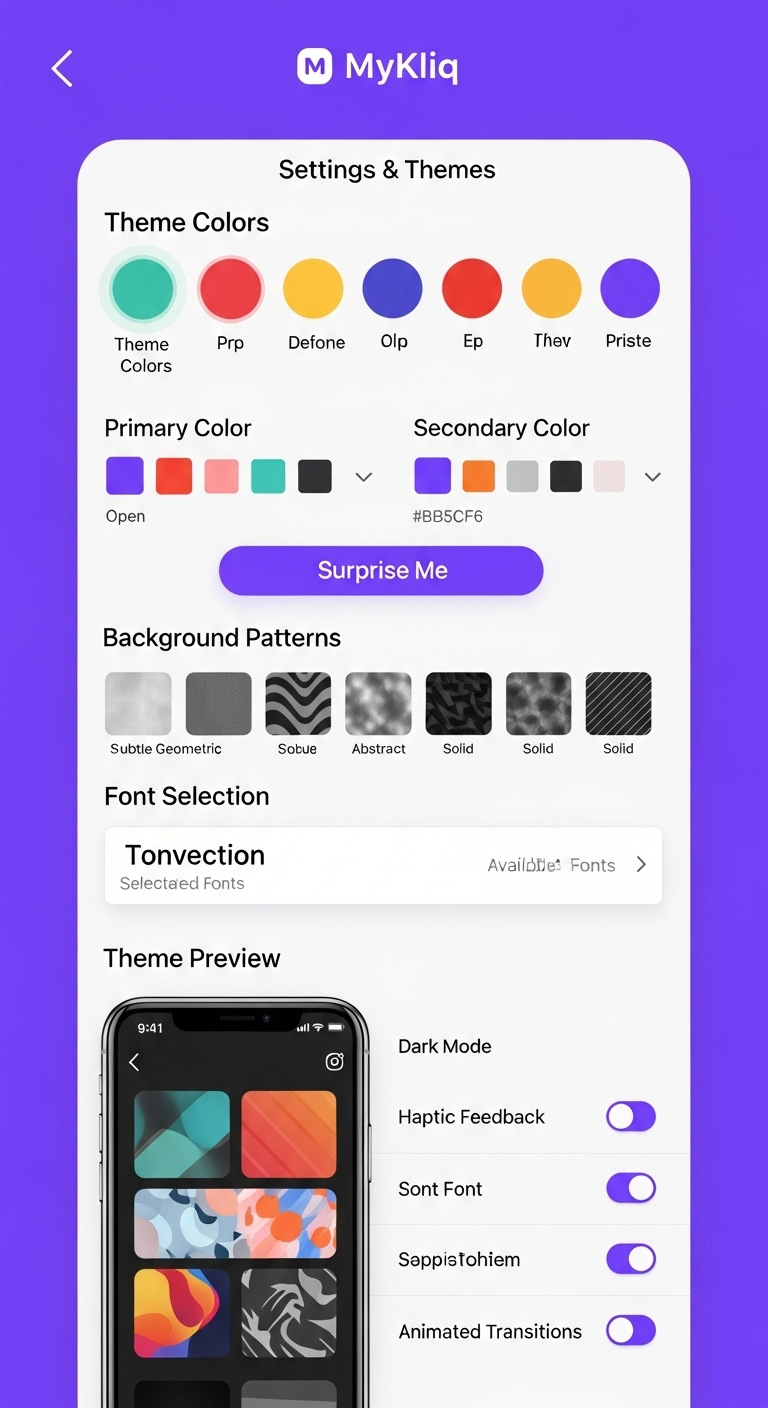 M MyKliq
Settings & Themes
Theme Colors
Theme Colors
Prp
Defone
Olp
Ep
Thev
Priste
Primary Color
Open
Secondary Color
#BB5CF6
Surprise Me
Background Patterns
Subtle Geometric
Sobue
Abstract
Solid
Solid
Solid
Font Selection
Tonvection
Selectaed Fonts
Fonts
Theme Preview
9:41
Dark Mode
Haptic Feedback
Sont Font
Animated Transitions